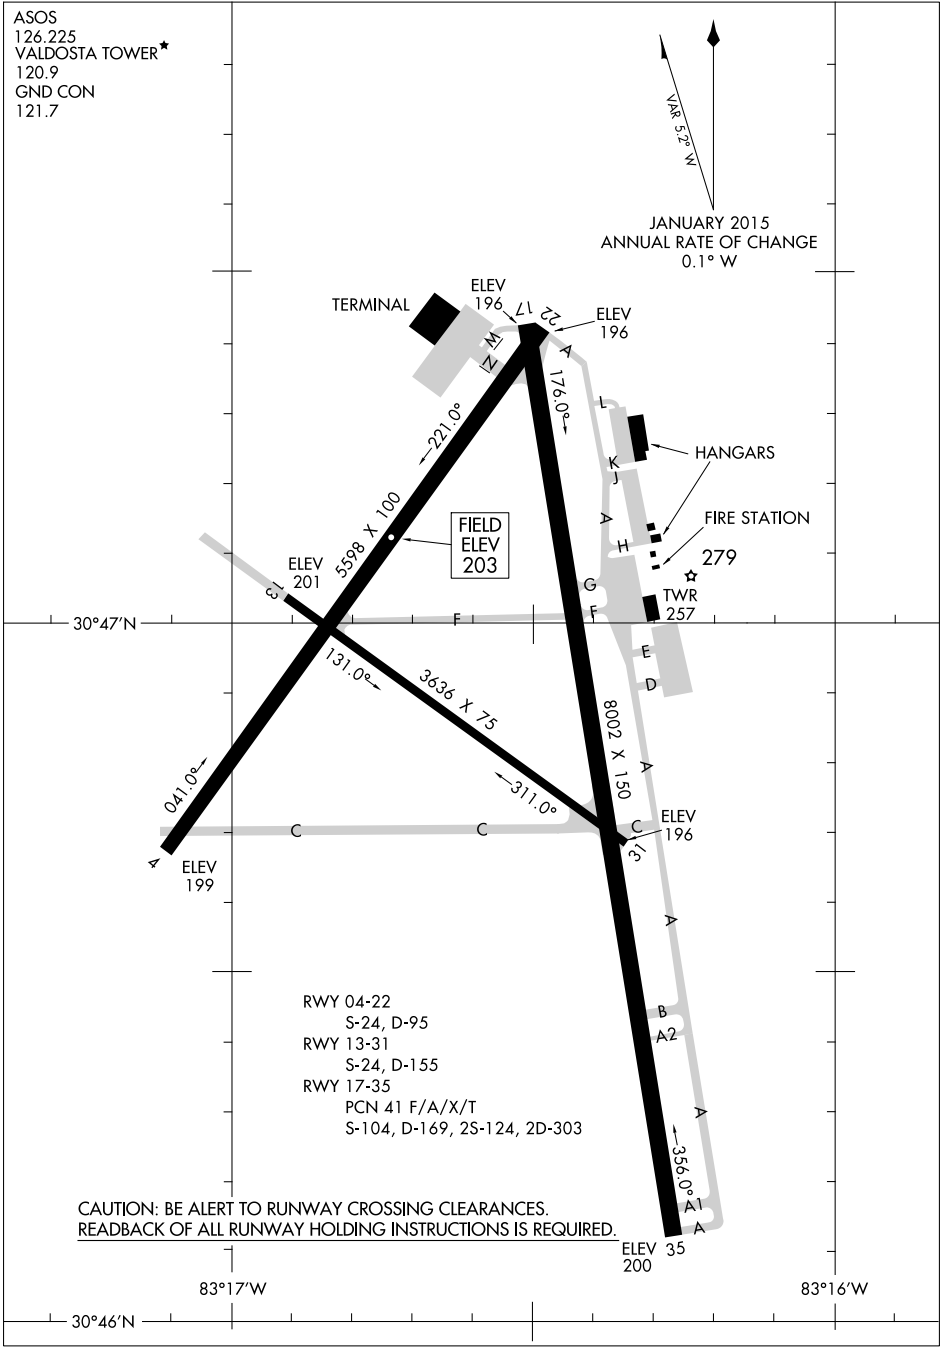 ASOS
126.225
VALDOSTA TOWER★
120.9
GND CON
121.7
VAR 5.2° W
JANUARY 2015
ANNUAL RATE OF CHANGE
0.1° W
ELEV
196
17
22
ELEV
196
TERMINAL
M
N
A
176.0°
L
221.0°
K
J
HANGARS
5598 X 100
FIELD
ELEV
203
A
H
FIRE STATION
279
ELEV
201
13
G
F
F
TWR
257
30°47'N
E
D
131.0°
3636 X 75
8002 X 150
A
041.0°
311.0°
C
C
C
ELEV
196
31
4
ELEV
199
A
RWY 04-22
S-24, D-95
RWY 13-31
S-24, D-155
RWY 17-35
PCN 41 F/A/X/T
S-104, D-169, 2S-124, 2D-303
B
A2
A
356.0°
A1
A
CAUTION: BE ALERT TO RUNWAY CROSSING CLEARANCES.
READBACK OF ALL RUNWAY HOLDING INSTRUCTIONS IS REQUIRED.
ELEV
200
35
83°17'W
83°16'W
30°46'N